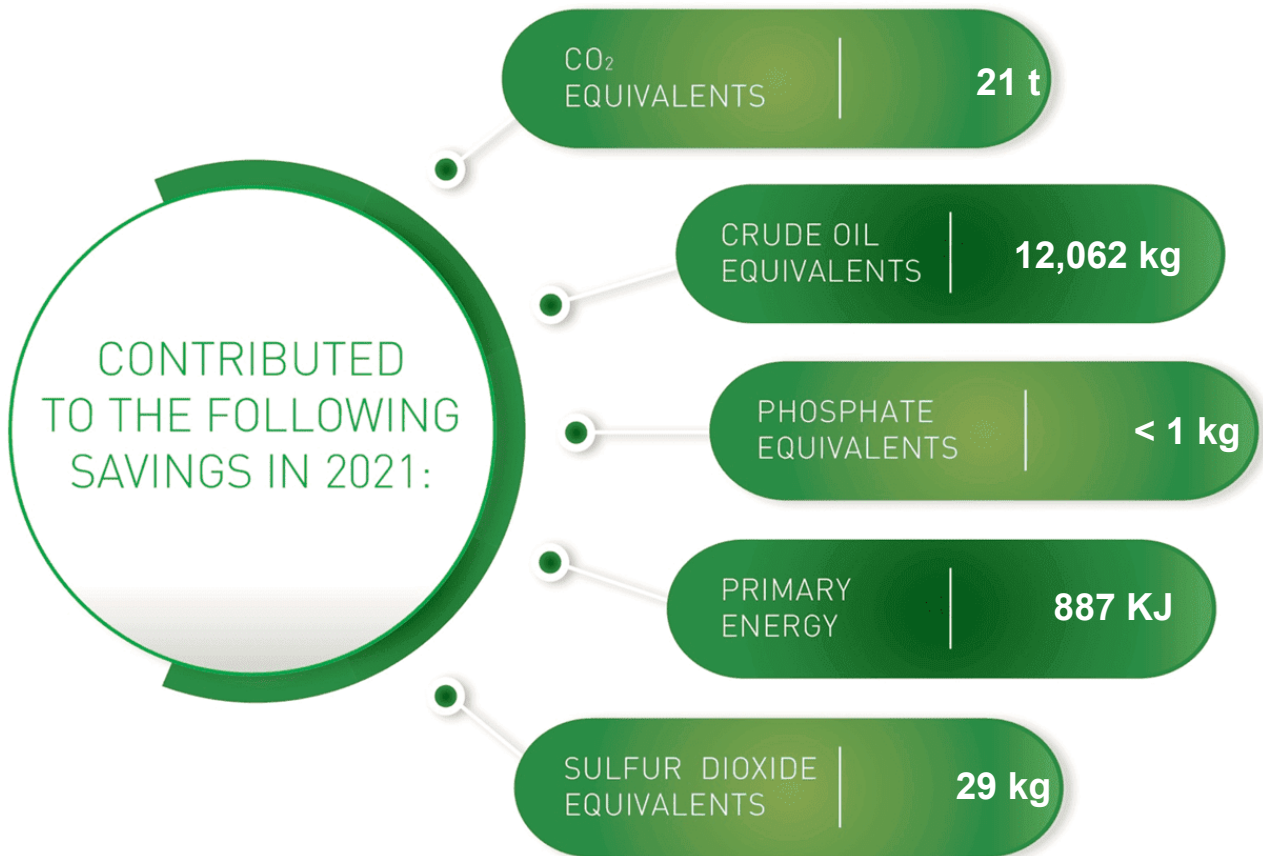 CONTRIBUTED
TO THE FOLLOWING
SAVINGS IN 2021:
CO₂
EQUIVALENTS
21 t
CRUDE OIL
EQUIVALENTS
12,062 kg
PHOSPHATE
EQUIVALENTS
< 1 kg
PRIMARY
ENERGY
887 KJ
SULFUR DIOXIDE
EQUIVALENTS
29 kg